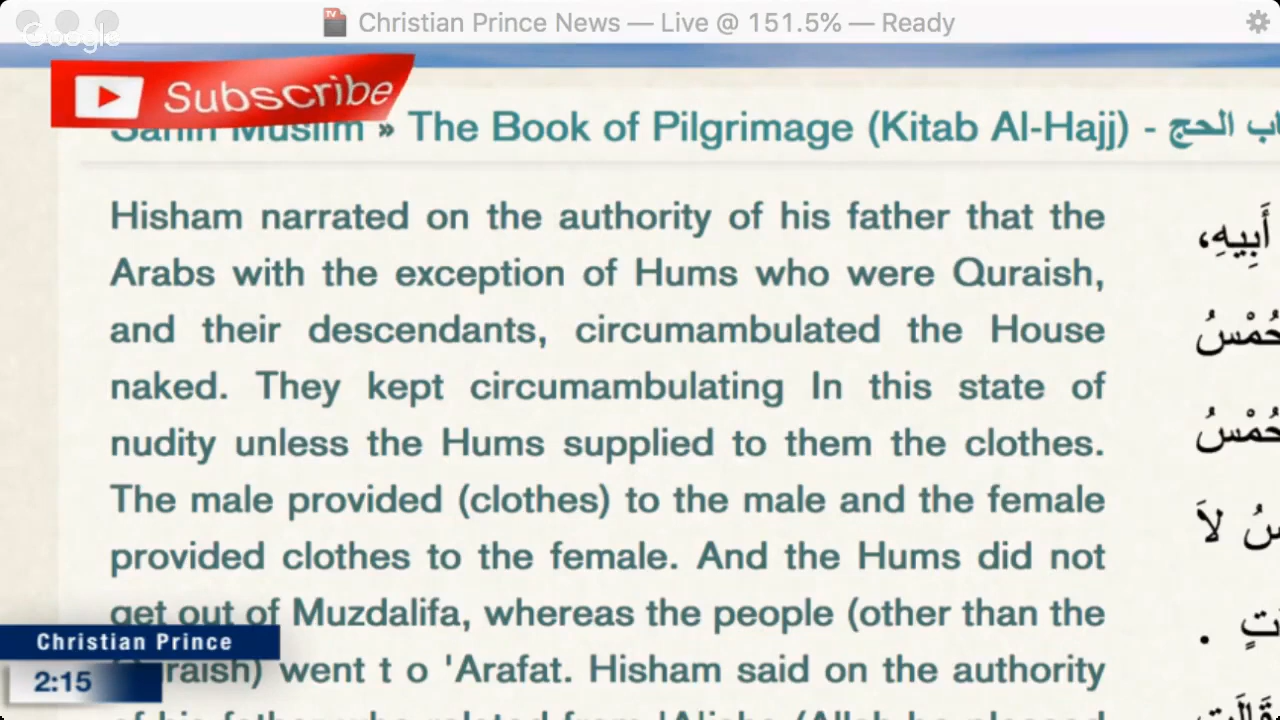 Christian Prince News — Live @ 151.5% — Ready
Google
Subscribe
Sahih Muslim » The Book of Pilgrimage (Kitab Al-Hajj) - الحج
Hisham narrated on the authority of his father that the
أَبِيهِ،
Arabs with the exception of Hums who were Quraish,
and their descendants, circumambulated the House
naked. They kept circumambulating In this state of
nudity unless the Hums supplied to them the clothes.
The male provided (clothes) to the male and the female
provided clothes to the female. And the Hums did not
get out of Muzdalifa, whereas the people (other than the
raish) went t o 'Arafat. Hisham said on the authority
Christian Prince
2:15